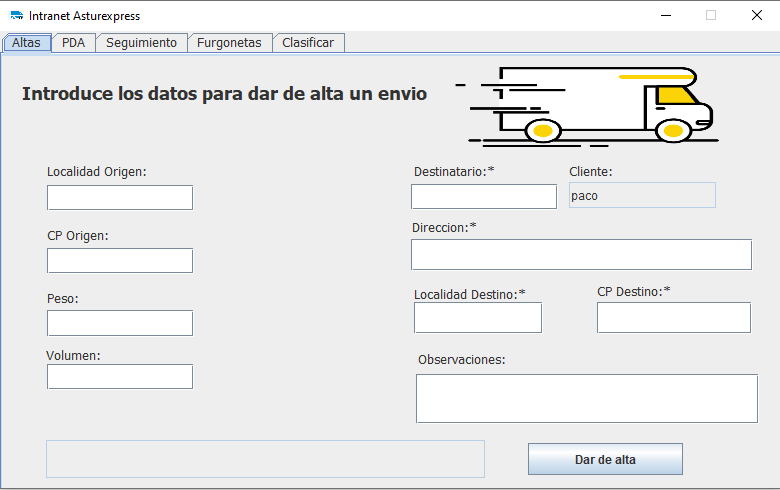 Intranet Asturexpress
Altas PDA Seguimiento Furgonetas Clasificar
Introduce los datos para dar de alta un envio
Localidad Origen:
CP Origen:
Peso:
Volumen:
Destinatario:* Cliente:
paco
Direccion:*
Localidad Destino:* CP Destino:*
Observaciones:
Dar de alta